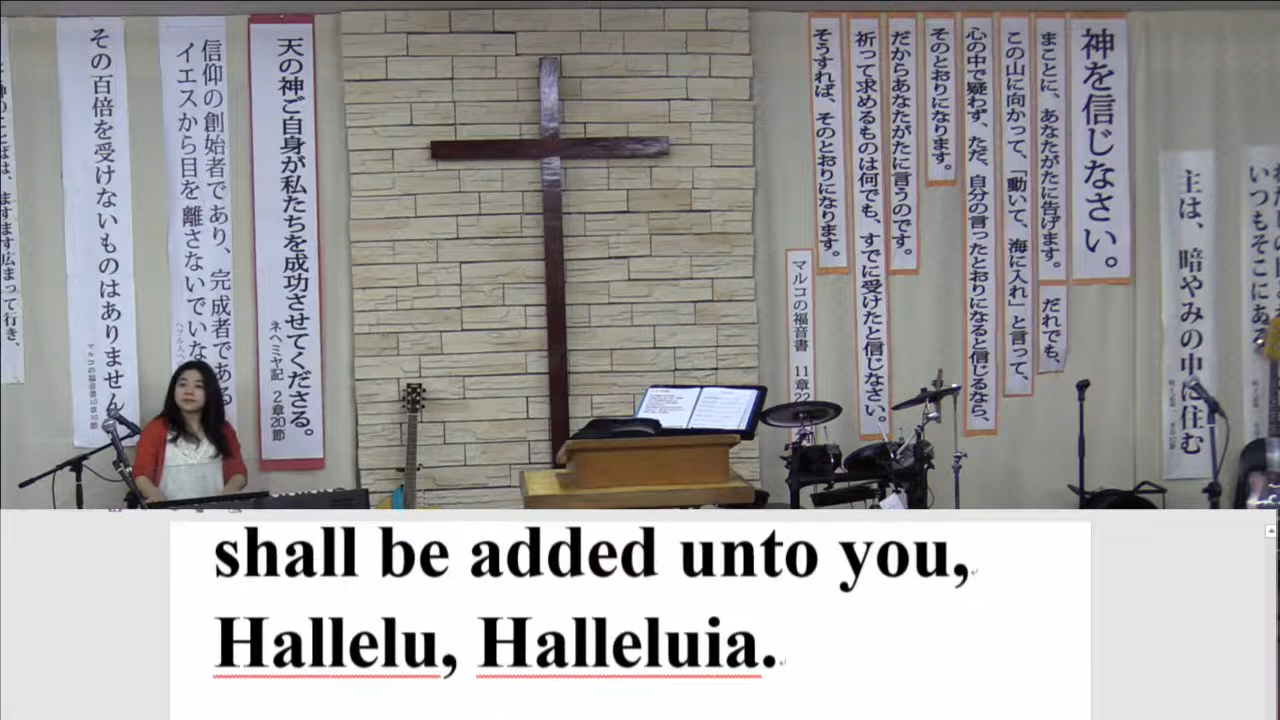 神を信じなさい。
まことに、あなたがたに告げます。だれでも、
この山に向かって、「動いて、海に入れ」と言って、
心の中で疑わず、ただ、自分の言ったとおりになると信じるなら、
そのとおりになります。
だからあなたがたに言うのです。
祈って求めるものは何でも、すでに受けたと信じなさい。
そうすれば、そのとおりになります。
マルコの福音書 11章22
主は、暗やみの中に住む
いつもそこにある
天の神ご自身が私たちを成功させてくださる。
ネヘミヤ記 2章20節
信仰の創始者であり、完成者である
イエスから目を離さないでいな
ヘブル人へ
その百倍を受けないものはありません
マルコの福音書10章30節
ことばは、ますます広まって行き、
shall be added unto you,
Hallelu, Halleluia.